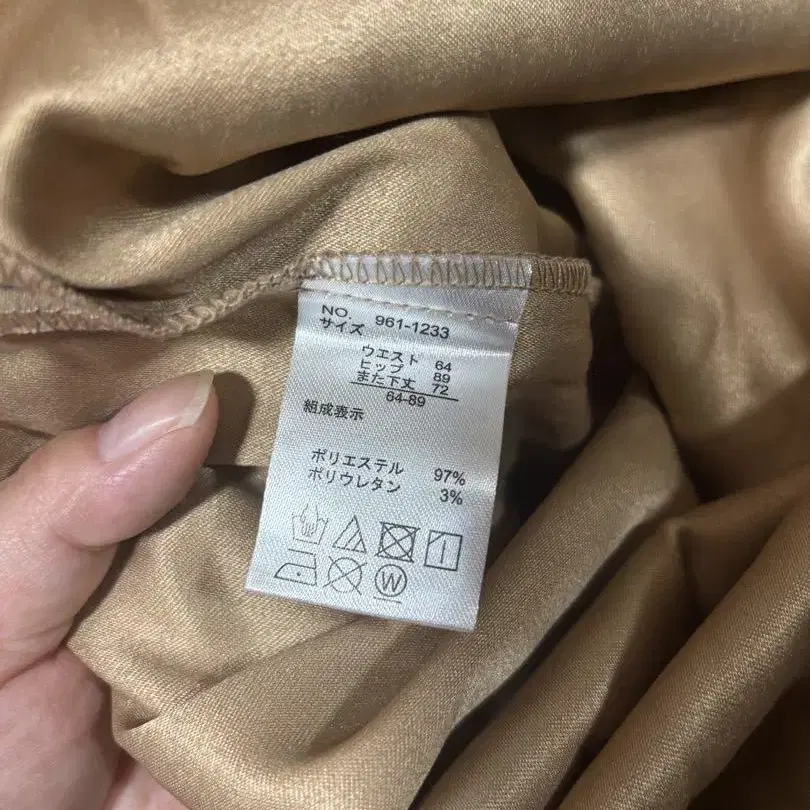 NO. 961-1233
サイズ
ウエスト 64
ヒップ 89
また下丈 72
64-89
組成表示
ポリエステル 97%
ポリウレタン 3%
W